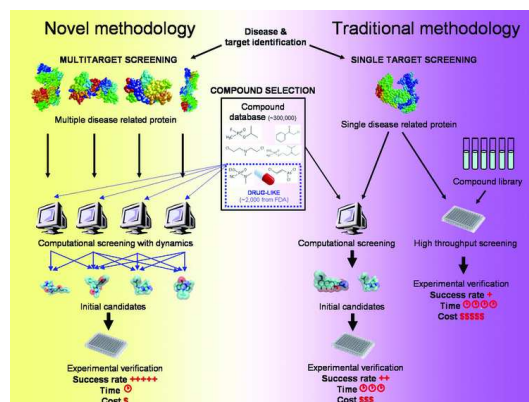 Novel methodology
Disease &
target identification
Traditional methodology
MULTITARGET SCREENING
SINGLE TARGET SCREENING
COMPOUND SELECTION
Compound
database (~300,000)
Multiple disease related protein
Single disease related protein
DRUG-LIKE
(~2,000 from FDA)
Compound library
Computational screening with dynamics
Computational screening
High throughput screening
Initial candidates
Initial candidates
Experimental verification
Success rate +
Time
Cost $$$$$
Experimental verification
Success rate +++++
Time
Cost $
Experimental verification
Success rate ++
Time
Cost $$$